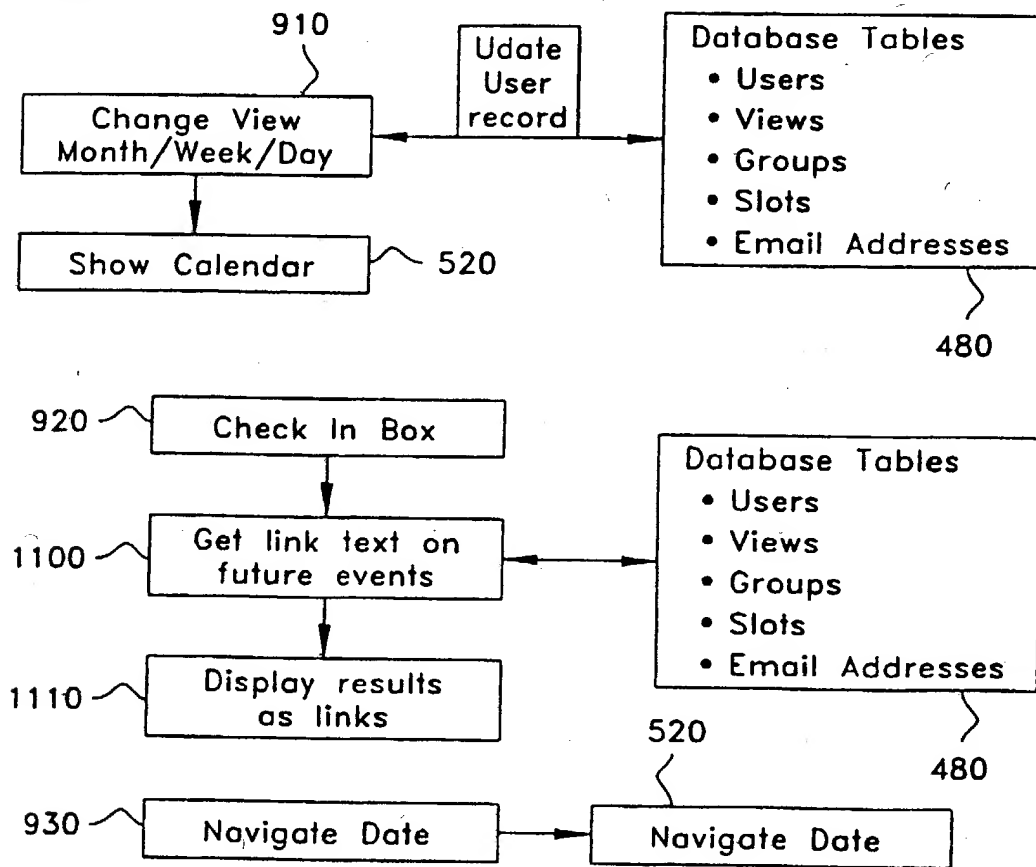 910
Udate
User
record
Database Tables
• Users
• Views
• Groups
• Slots
• Email Addresses
Change View
Month/Week/Day
Show Calendar
520
480
920
Check In Box
Database Tables
• Users
• Views
• Groups
• Slots
• Email Addresses
1100
Get link text on
future events
1110
Display results
as links
520
480
930
Navigate Date
Navigate Date